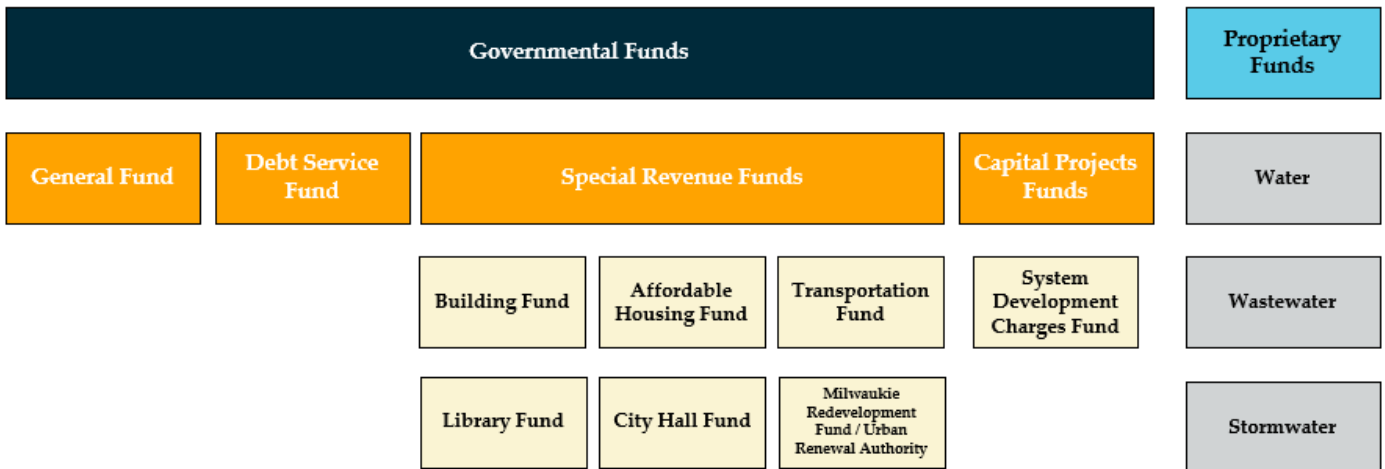 Governmental Funds
Proprietary
Funds
General Fund
Debt Service
Fund
Special Revenue Funds
Capital Projects
Funds
Water
Building Fund
Affordable
Housing Fund
Transportation
Fund
System
Development
Charges Fund
Wastewater
Library Fund
City Hall Fund
Milwaukie
Redevelopment
Fund / Urban
Renewal Authority
Stormwater